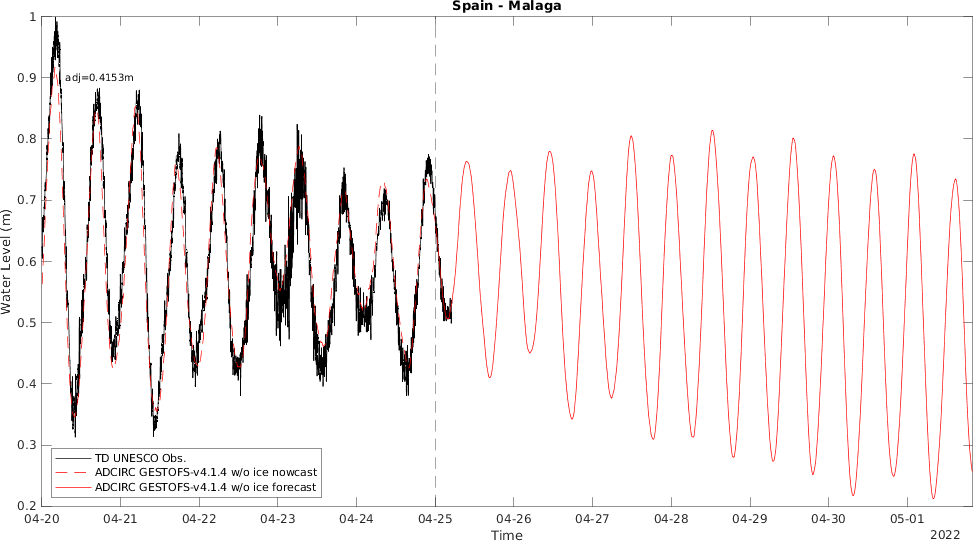 Spain - Malaga
adj=0.4153m
Water Level (m)
1
0.9
0.8
0.7
0.6
0.5
0.4
0.3
0.2
TD UNESCO Obs.
ADCIRC GESTOFS-v4.1.4 w/o ice nowcast
ADCIRC GESTOFS-v4.1.4 w/o ice forecast
04-20 04-21 04-22 04-23 04-24 04-25 04-26 04-27 04-28 04-29 04-30 05-01
Time
2022